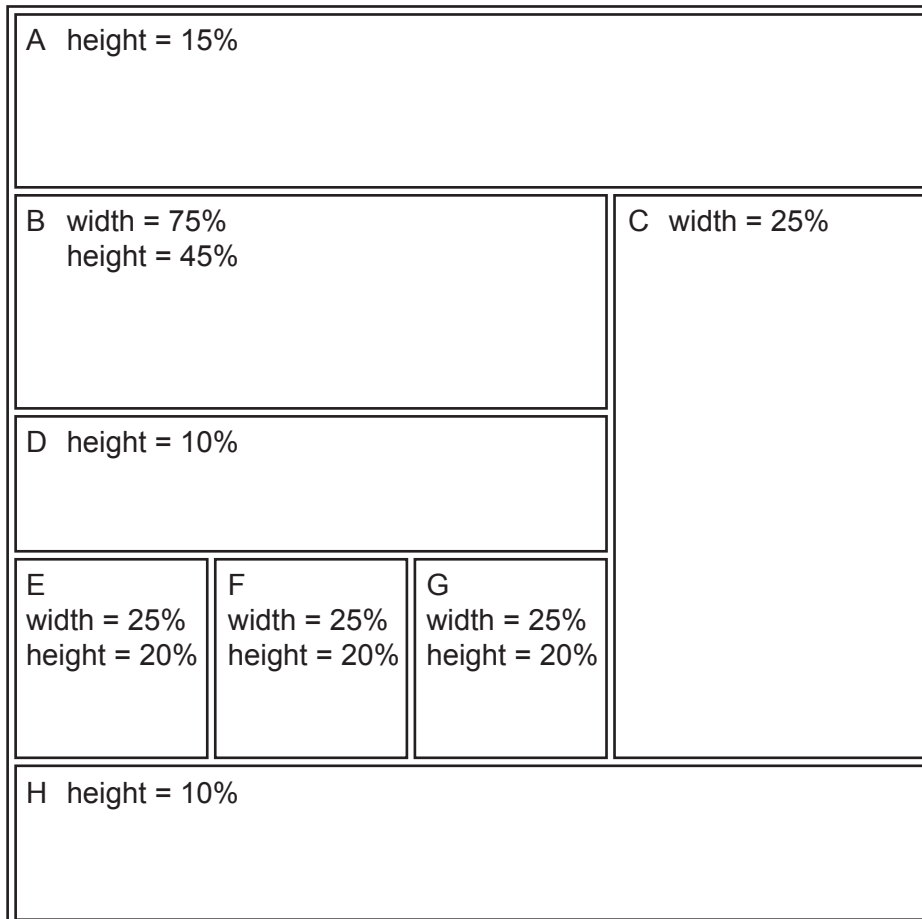 A height = 15%
B width = 75%
height = 45%
C width = 25%
D height = 10%
E
width = 25%
height = 20%
F
width = 25%
height = 20%
G
width = 25%
height = 20%
H height = 10%